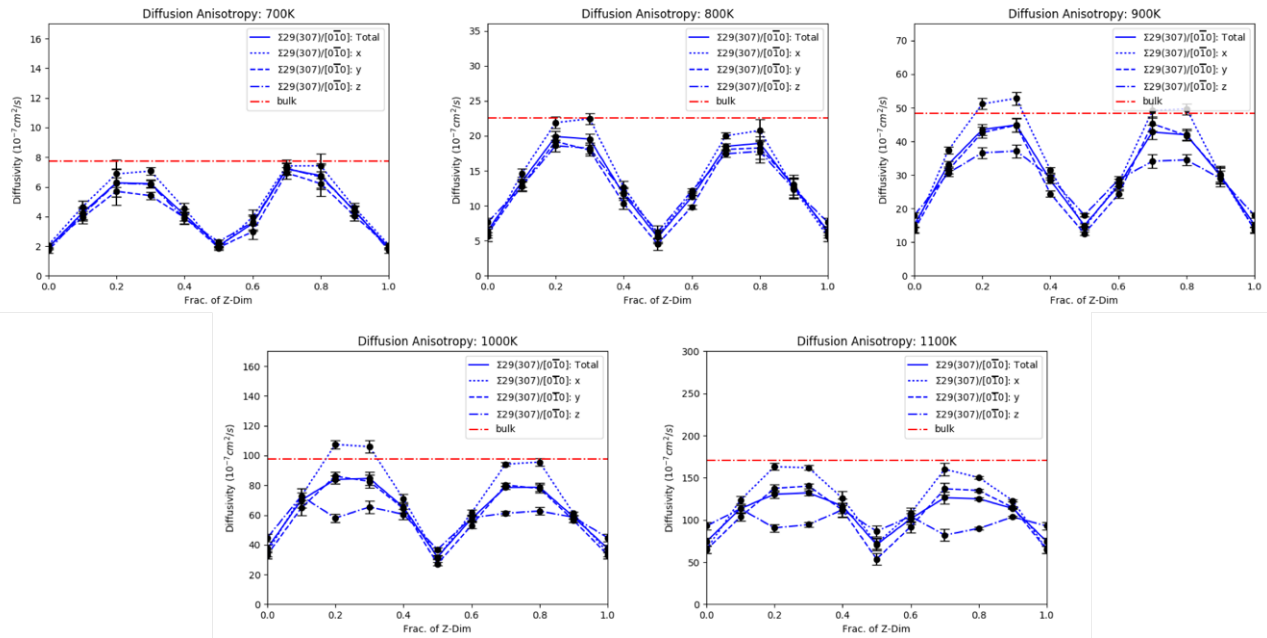 Diffusion Anisotropy: 700K
Diffusivity (10⁻⁷cm²/s)
16
14
12
10
8
6
4
2
0
Σ29(307)/[01̅0]: Total
Σ29(307)/[01̅0]: x
Σ29(307)/[01̅0]: y
Σ29(307)/[01̅0]: z
bulk
0.0 0.2 0.4 0.6 0.8 1.0
Frac. of Z-Dim
Diffusion Anisotropy: 800K
Diffusivity (10⁻⁷cm²/s)
35
30
25
20
15
10
5
0
Σ29(307)/[01̅0]: Total
Σ29(307)/[01̅0]: x
Σ29(307)/[01̅0]: y
Σ29(307)/[01̅0]: z
bulk
0.0 0.2 0.4 0.6 0.8 1.0
Frac. of Z-Dim
Diffusion Anisotropy: 900K
Diffusivity (10⁻⁷cm²/s)
70
60
50
40
30
20
10
0
Σ29(307)/[01̅0]: Total
Σ29(307)/[01̅0]: x
Σ29(307)/[01̅0]: y
Σ29(307)/[01̅0]: z
bulk
0.0 0.2 0.4 0.6 0.8 1.0
Frac. of Z-Dim
Diffusion Anisotropy: 1000K
Diffusivity (10⁻⁷cm²/s)
160
140
120
100
80
60
40
20
0
Σ29(307)/[01̅0]: Total
Σ29(307)/[01̅0]: x
Σ29(307)/[01̅0]: y
Σ29(307)/[01̅0]: z
bulk
0.0 0.2 0.4 0.6 0.8 1.0
Frac. of Z-Dim
Diffusion Anisotropy: 1100K
Diffusivity (10⁻⁷cm²/s)
300
250
200
150
100
50
0
Σ29(307)/[01̅0]: Total
Σ29(307)/[01̅0]: x
Σ29(307)/[01̅0]: y
Σ29(307)/[01̅0]: z
bulk
0.0 0.2 0.4 0.6 0.8 1.0
Frac. of Z-Dim